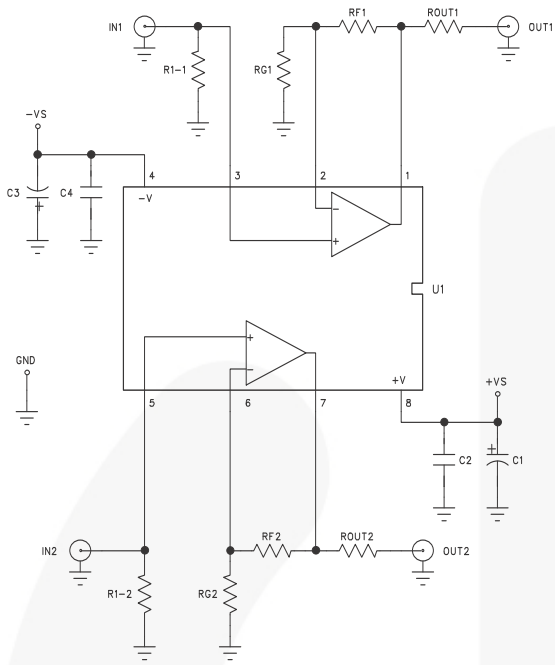 IN1
RF1
ROUT1
OUT1
R1-1
RG1
-VS
C3
+
C4
4
3
2
1
-V
-
+
U1
GND
+
-
+V
+VS
5
6
7
8
+
C2
C1
IN2
RF2
ROUT2
OUT2
R1-2
RG2